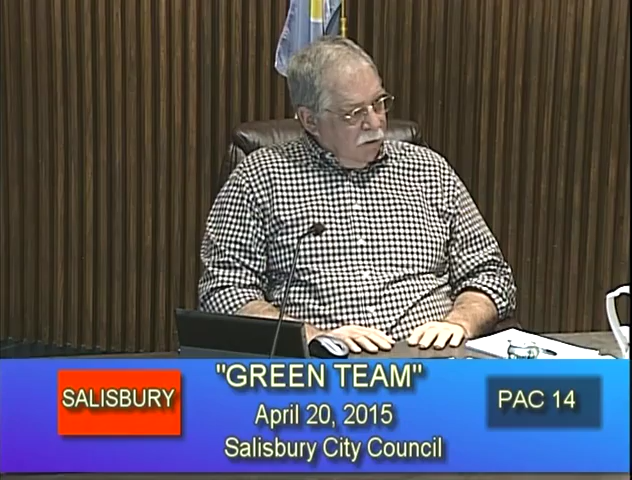 SALISBURY
"GREEN TEAM"
April 20, 2015
Salisbury City Council
PAC 14